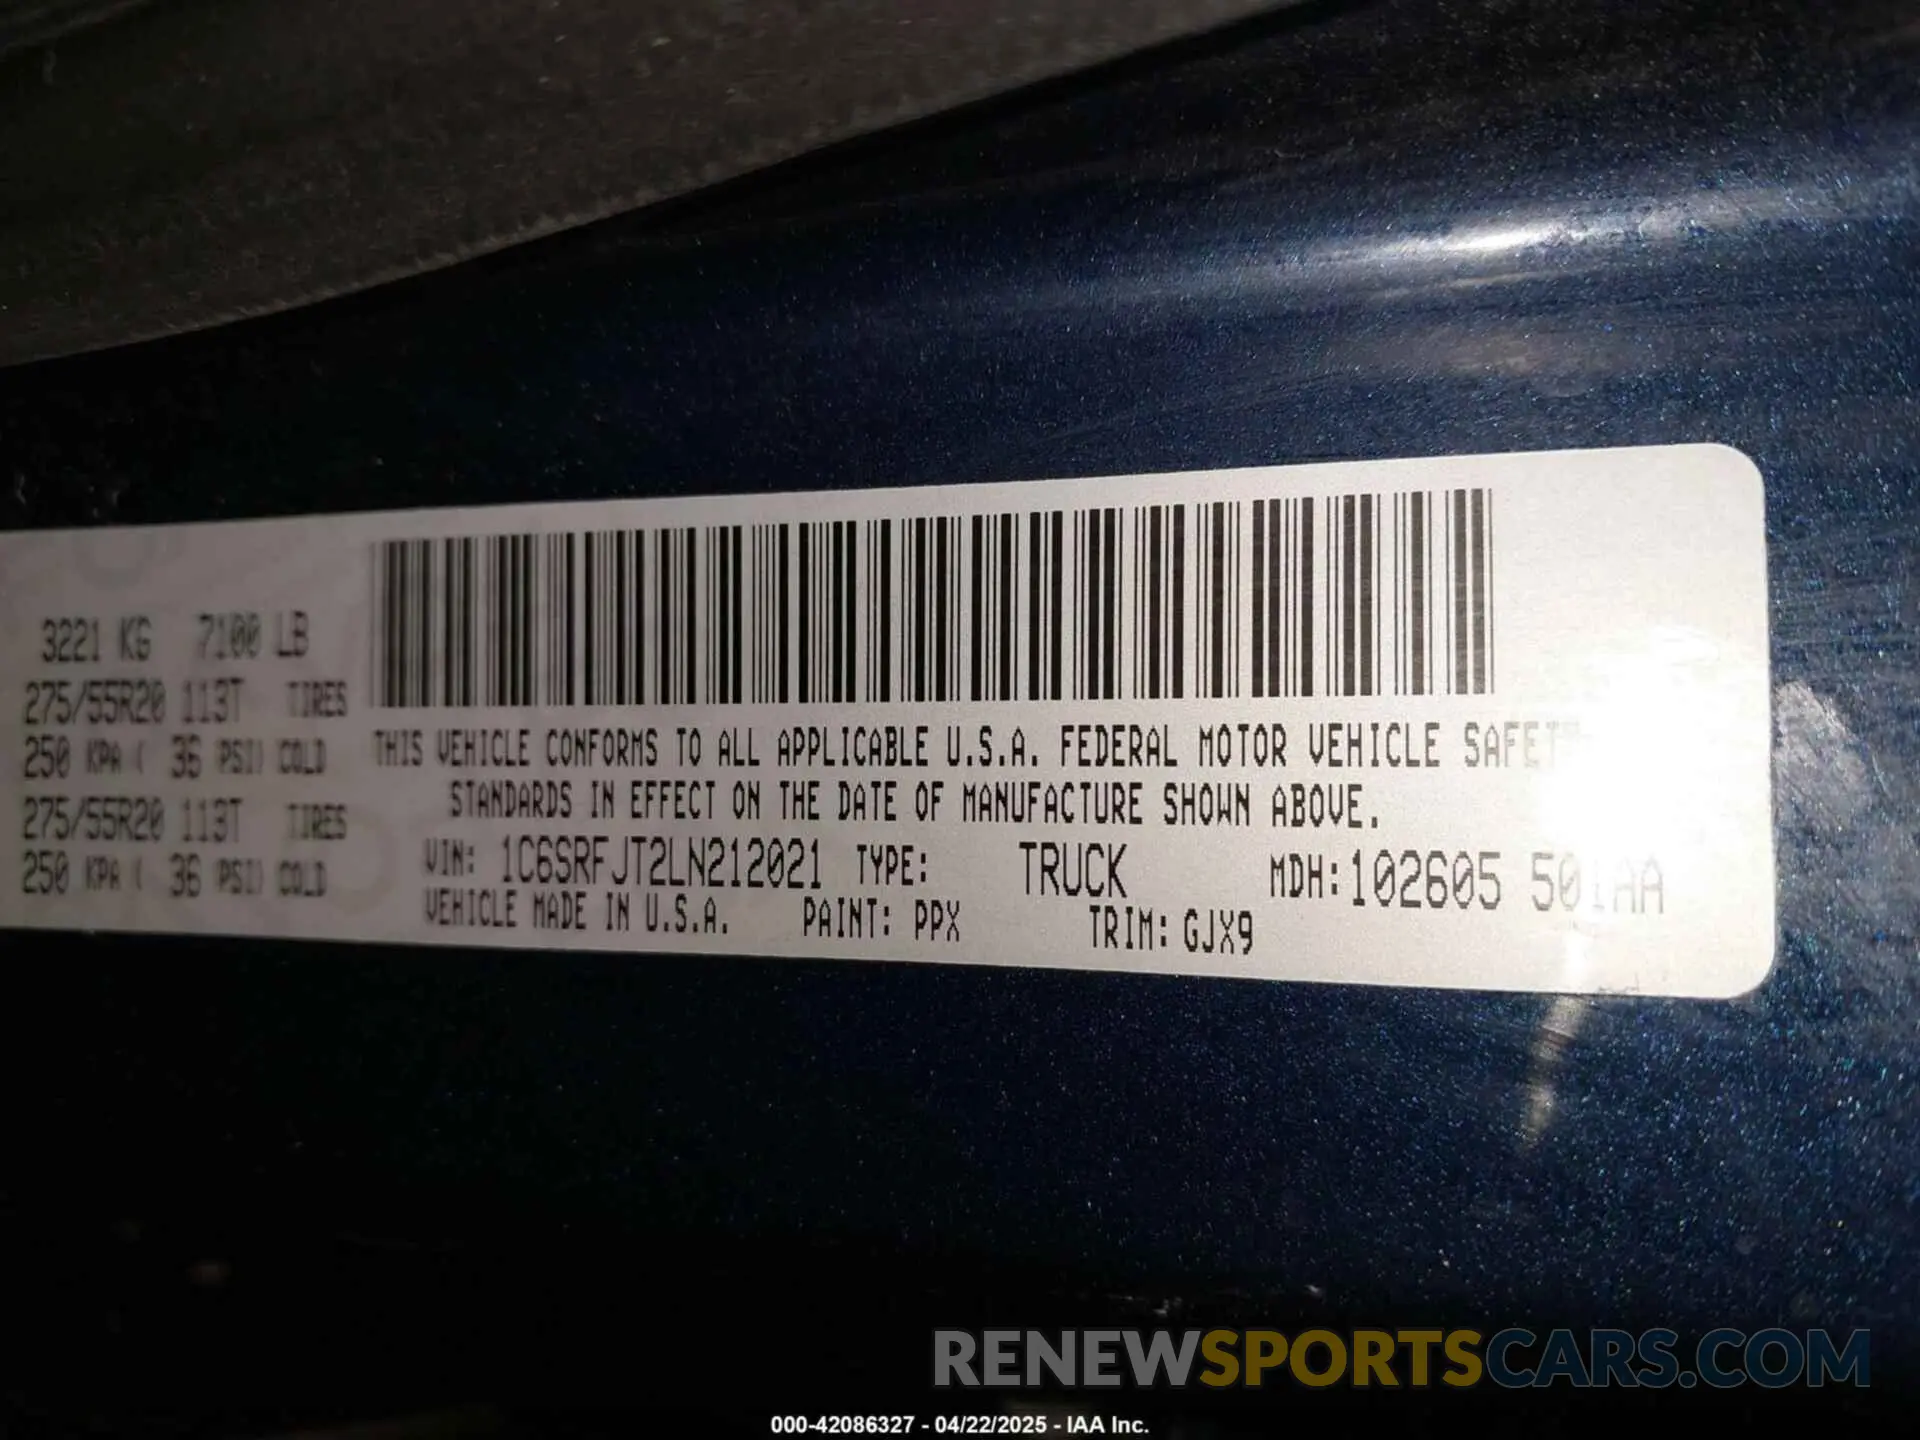 3221 KG 7100 LB
275/55R20 113T TIRES
250 KPA ( 36 PSI) COLD
275/55R20 113T TIRES
250 KPA ( 36 PSI) COLD
THIS VEHICLE CONFORMS TO ALL APPLICABLE U.S.A. FEDERAL MOTOR VEHICLE
STANDARDS IN EFFECT ON THE DATE OF MANUFACTURE SHOWN ABOVE.
VIN: 1C6SRFJT2LN212021 TYPE: TRUCK MDH: 102605 501AA
VEHICLE MADE IN U.S.A. PAINT: PPX TRIM: GJX9
RENEWSPORTSCARS.COM
000-42086327 - 04/22/2025 - IAA Inc.